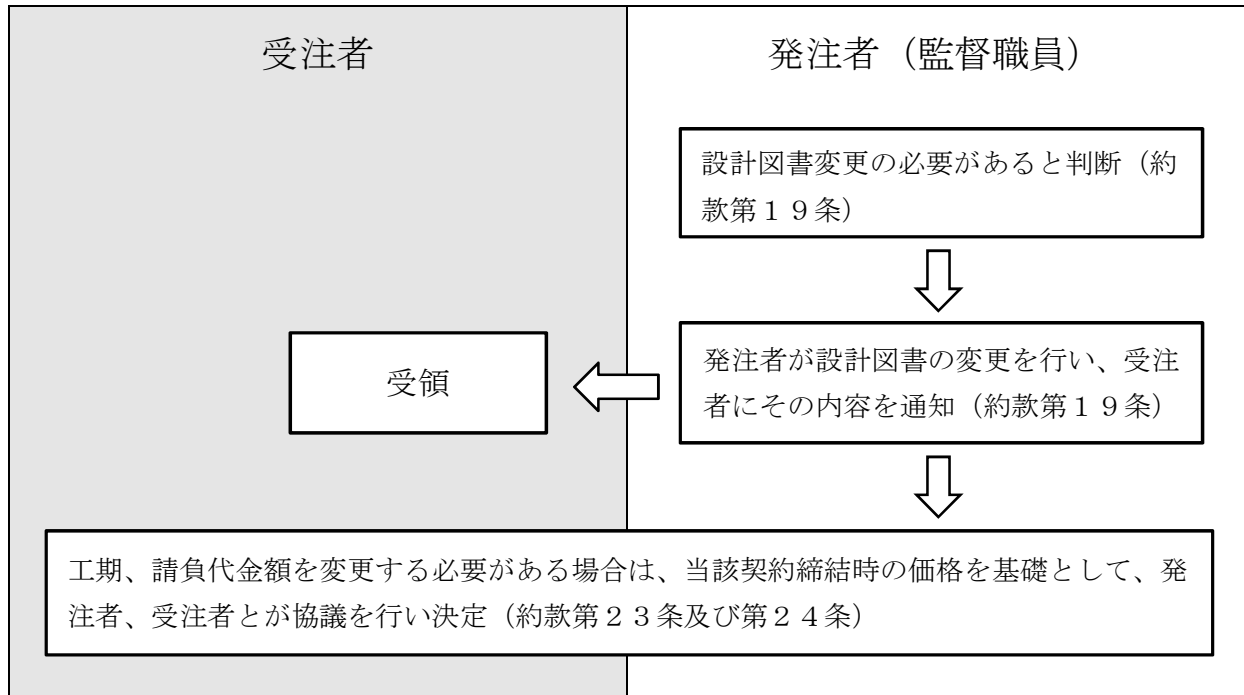 受注者
発注者（監督職員）
設計図書変更の必要があると判断（約
款第１９条）
発注者が設計図書の変更を行い、受注
者にその内容を通知（約款第１９条）
受領
工期、請負代金額を変更する必要がある場合は、当該契約締結時の価格を基礎として、発
注者、受注者とが協議を行い決定（約款第２３条及び第２４条）